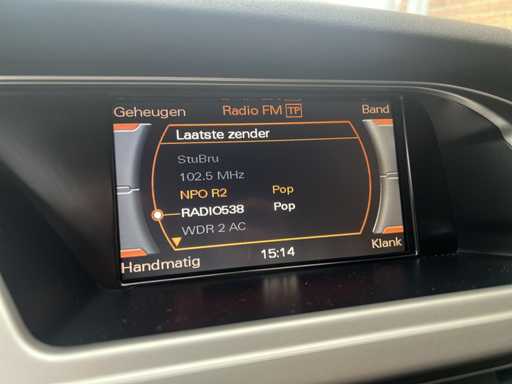 Geheugen Radio FM TP Band
Laatste zender
StuBru
102.5 MHz
NPO R2 Pop
RADIO538 Pop
WDR 2 AC
Handmatig 15:14 Klank